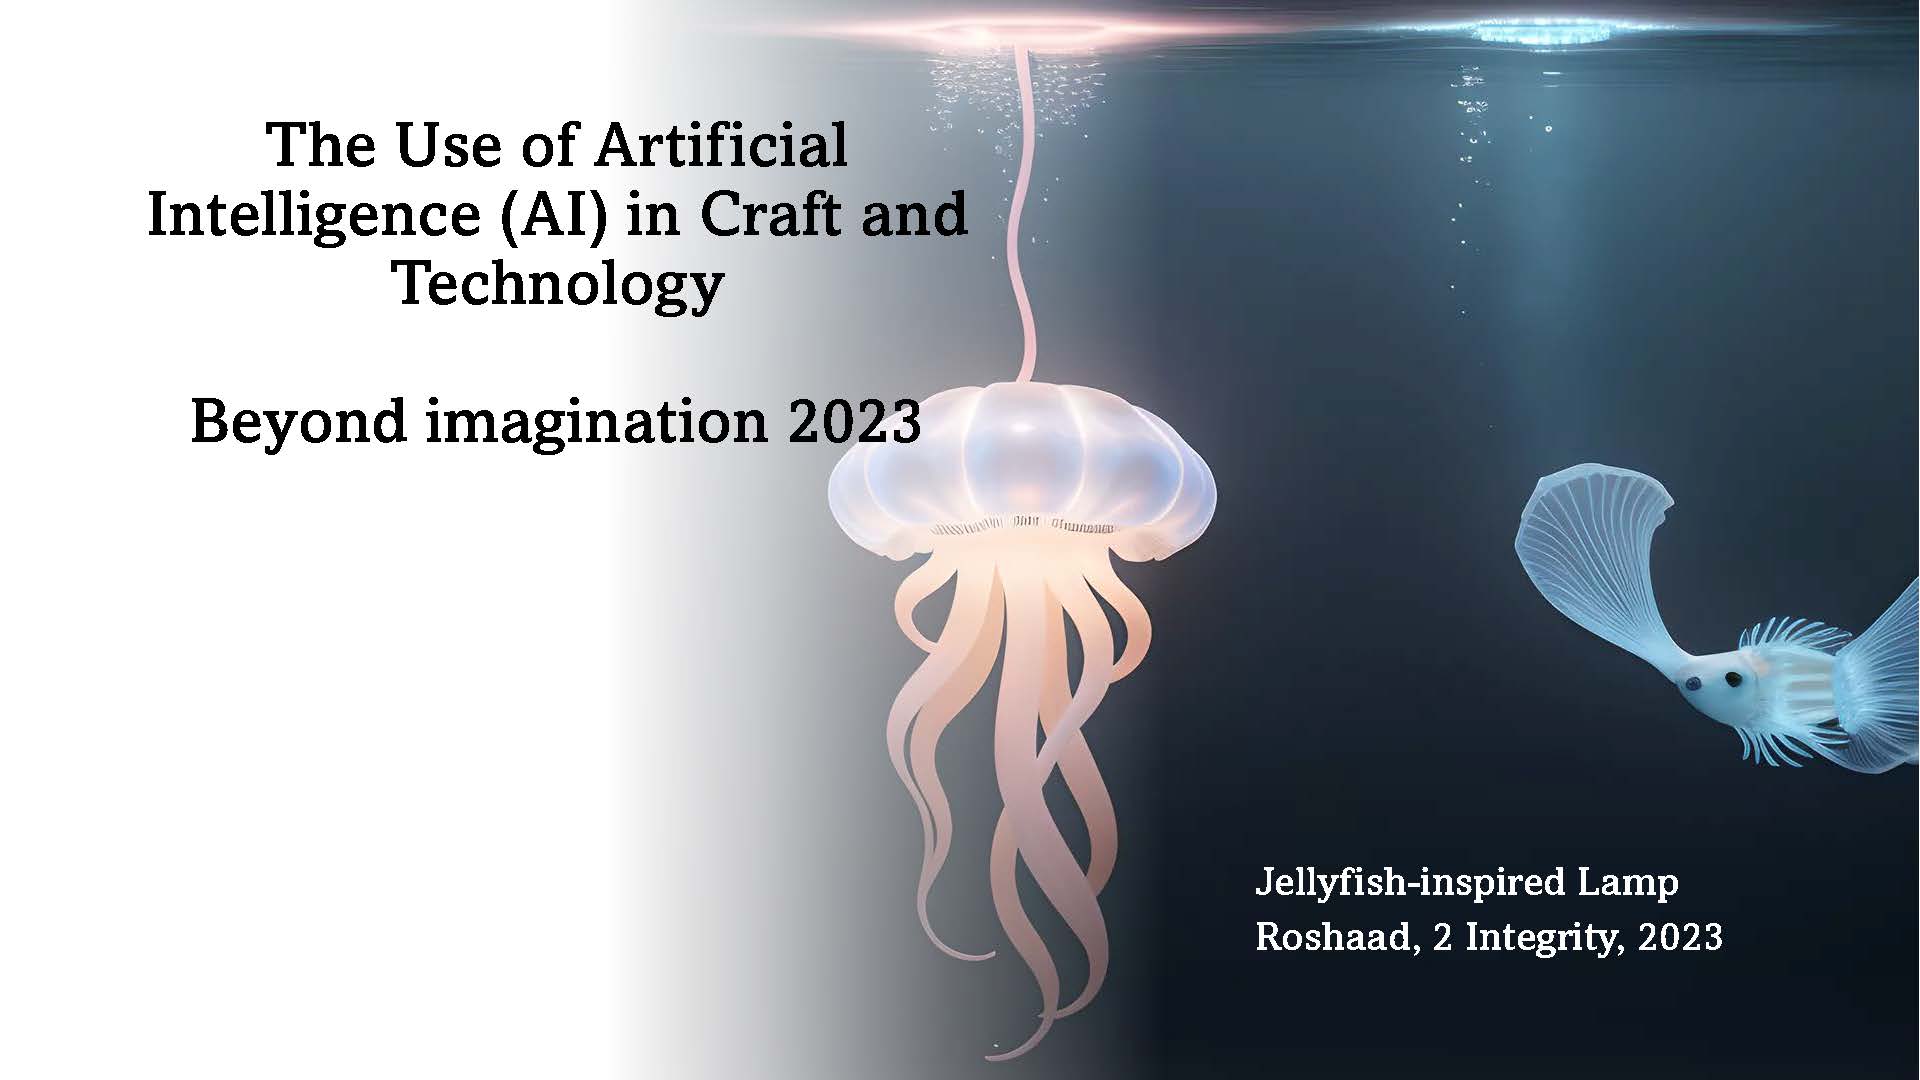 The Use of Artificial
Intelligence (AI) in Craft and
Technology
Beyond imagination 2023
Jellyfish-inspired Lamp
Roshaad, 2 Integrity, 2023